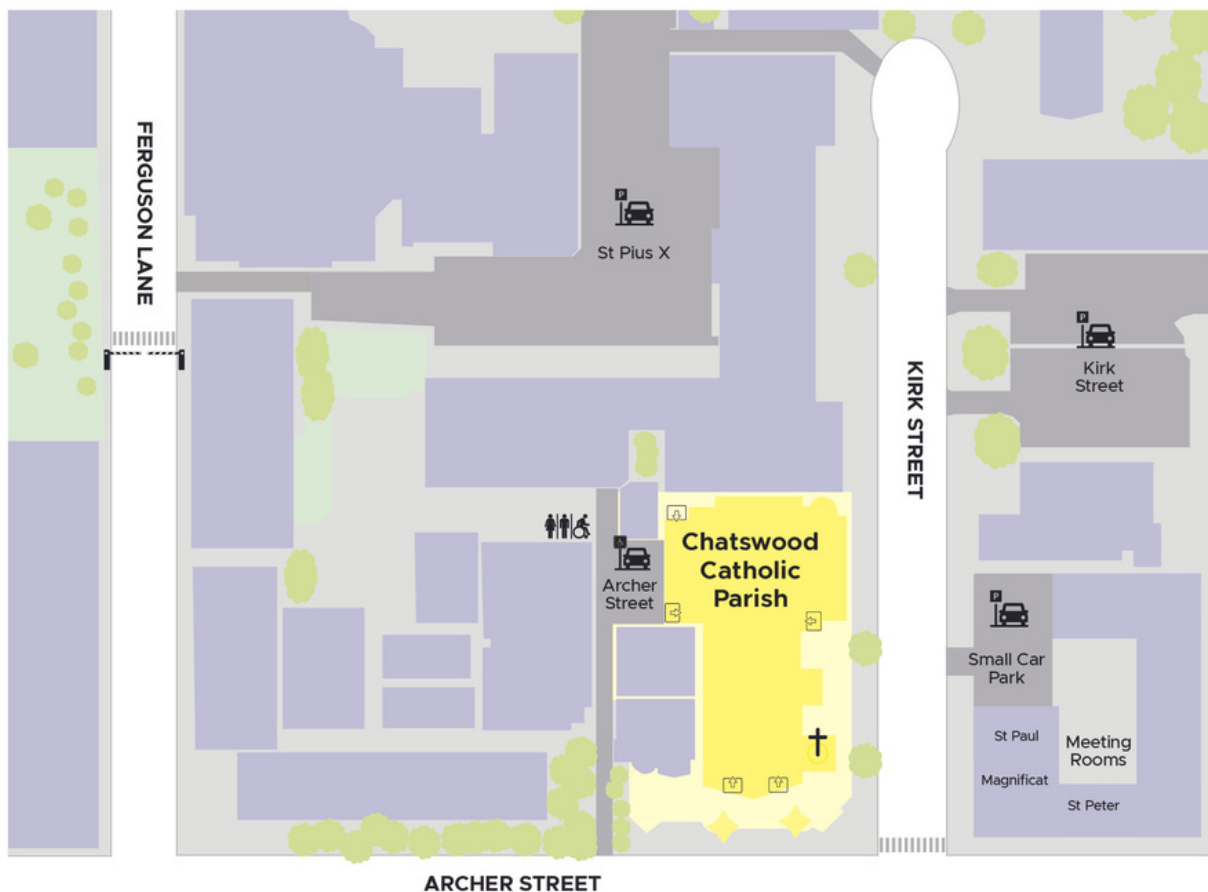 FERGUSON LANE
P
St Pius X
P
Kirk
Street
KIRK STREET
Chatswood
Catholic
Parish
Archer
Street
P
Small Car
Park
St Paul
Meeting
Rooms
Magnificat
St Peter
ARCHER STREET